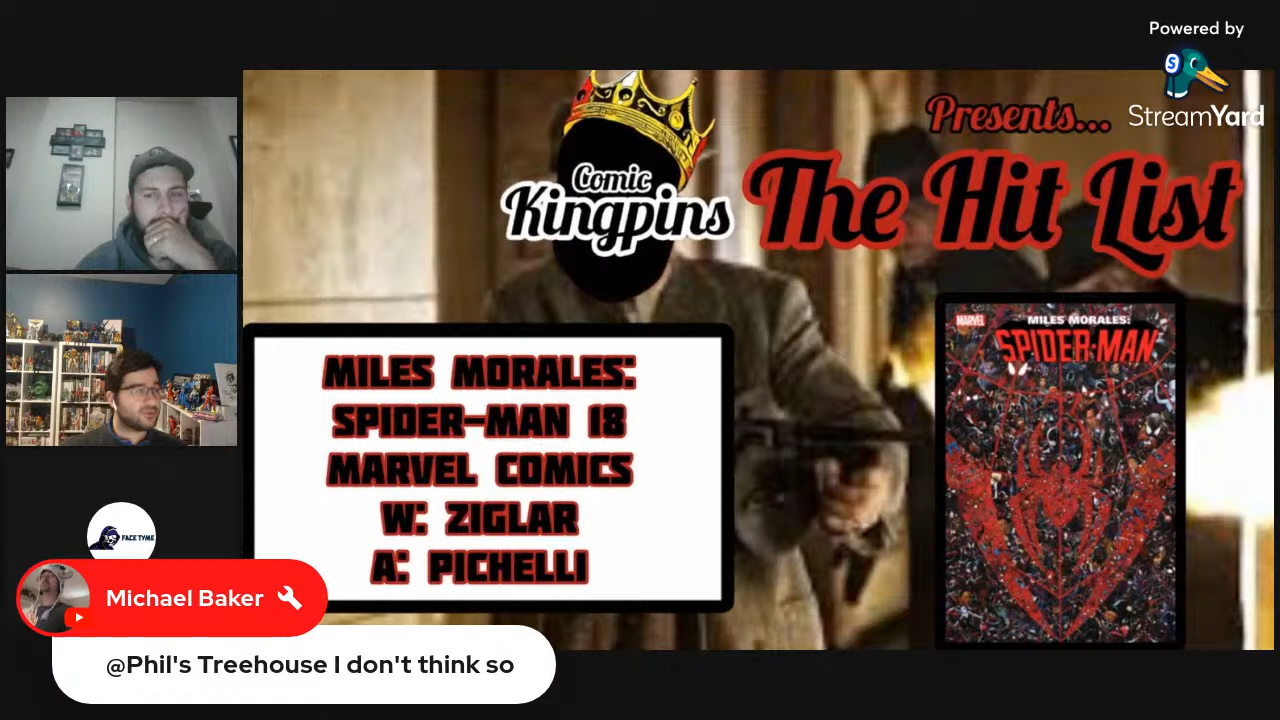 Powered by
StreamYard
Presents...
Comic
Kingpins
The Hit List
MILES MORALES:
SPIDER-MAN 18
MARVEL COMICS
W: ZIGLAR
A: PICHELLI
MARVEL
MILES MORALES:
SPIDER-MAN
FACE TYME
Michael Baker
@Phil's Treehouse I don't think so